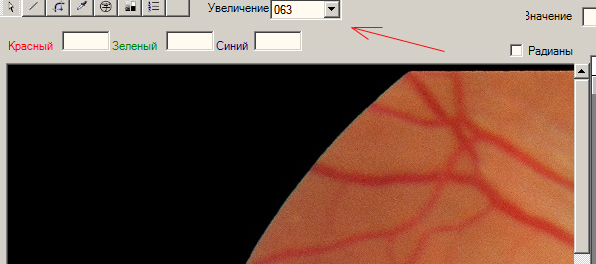 Увеличение 063
Значение
Красный Зеленый Синий
Радианы